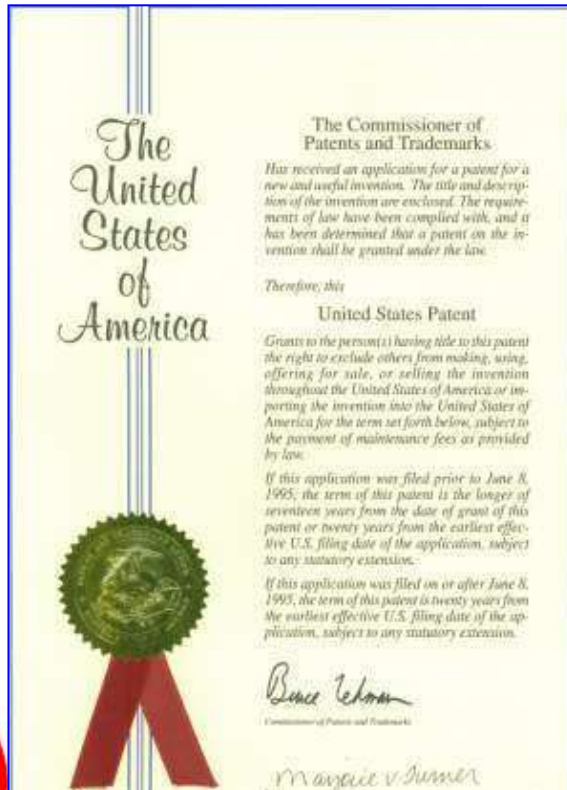 The
United
States
of
America
The Commissioner of
Patents and Trademarks
Has received an application for a patent for a
new and useful invention. The title and descrip-
tion of the invention are enclosed. The require-
ments of law have been complied with, and it
has been determined that a patent on the in-
vention shall be granted under the law.
Therefore, this
United States Patent
Grants to the person(s) having title to this patent
the right to exclude others from making, using,
offering for sale, or selling the invention
throughout the United States of America or im-
porting the invention into the United States of
America for the term set forth below, subject to
the payment of maintenance fees as provided
by law.
If this application was filed prior to June 8,
1995, the term of this patent is the longer of
seventeen years from the date of grant of this
patent or twenty years from the earliest effec-
tive U.S. filing date of the application, subject
to any statutory extension.
If this application was filed on or after June 8,
1995, the term of this patent is twenty years from
the earliest effective U.S. filing date of the ap-
plication, subject to any statutory extension.
Bruce Lehman
Commissioner of Patents and Trademarks
Marjorie v Turner